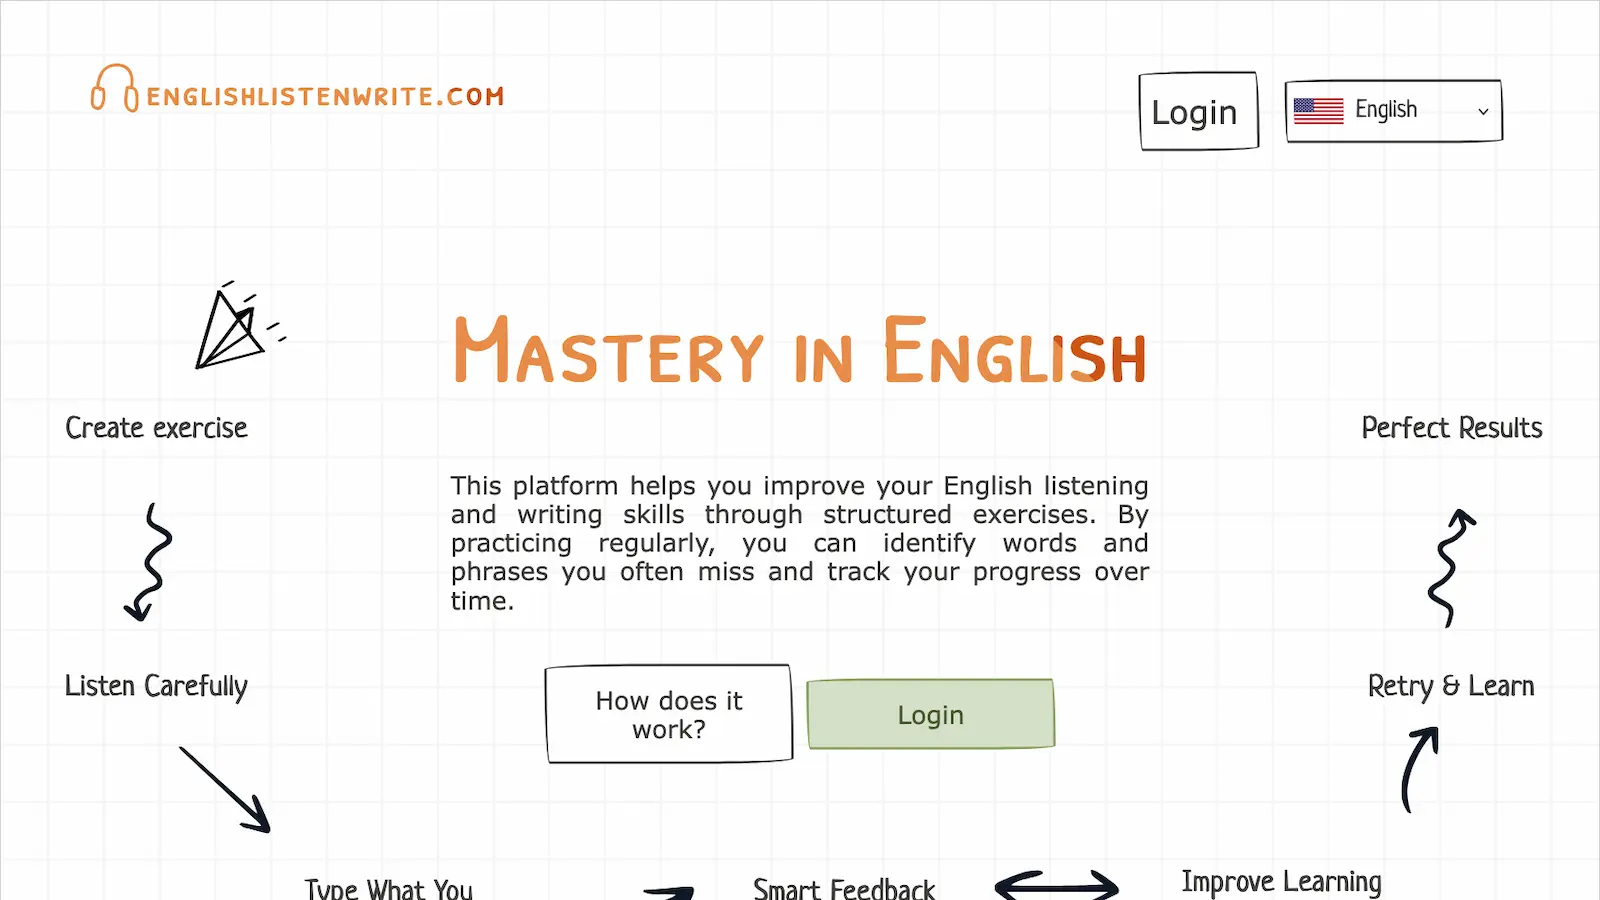 ENGLISHLISTENWRITE.COM
Login
English
Mastery in English
Create exercise
Perfect Results
This platform helps you improve your English listening
and writing skills through structured exercises. By
practicing regularly, you can identify words and
phrases you often miss and track your progress over
time.
Listen Carefully
Retry & Learn
How does it
work?
Login
Type What You
Smart Feedback
Improve Learning